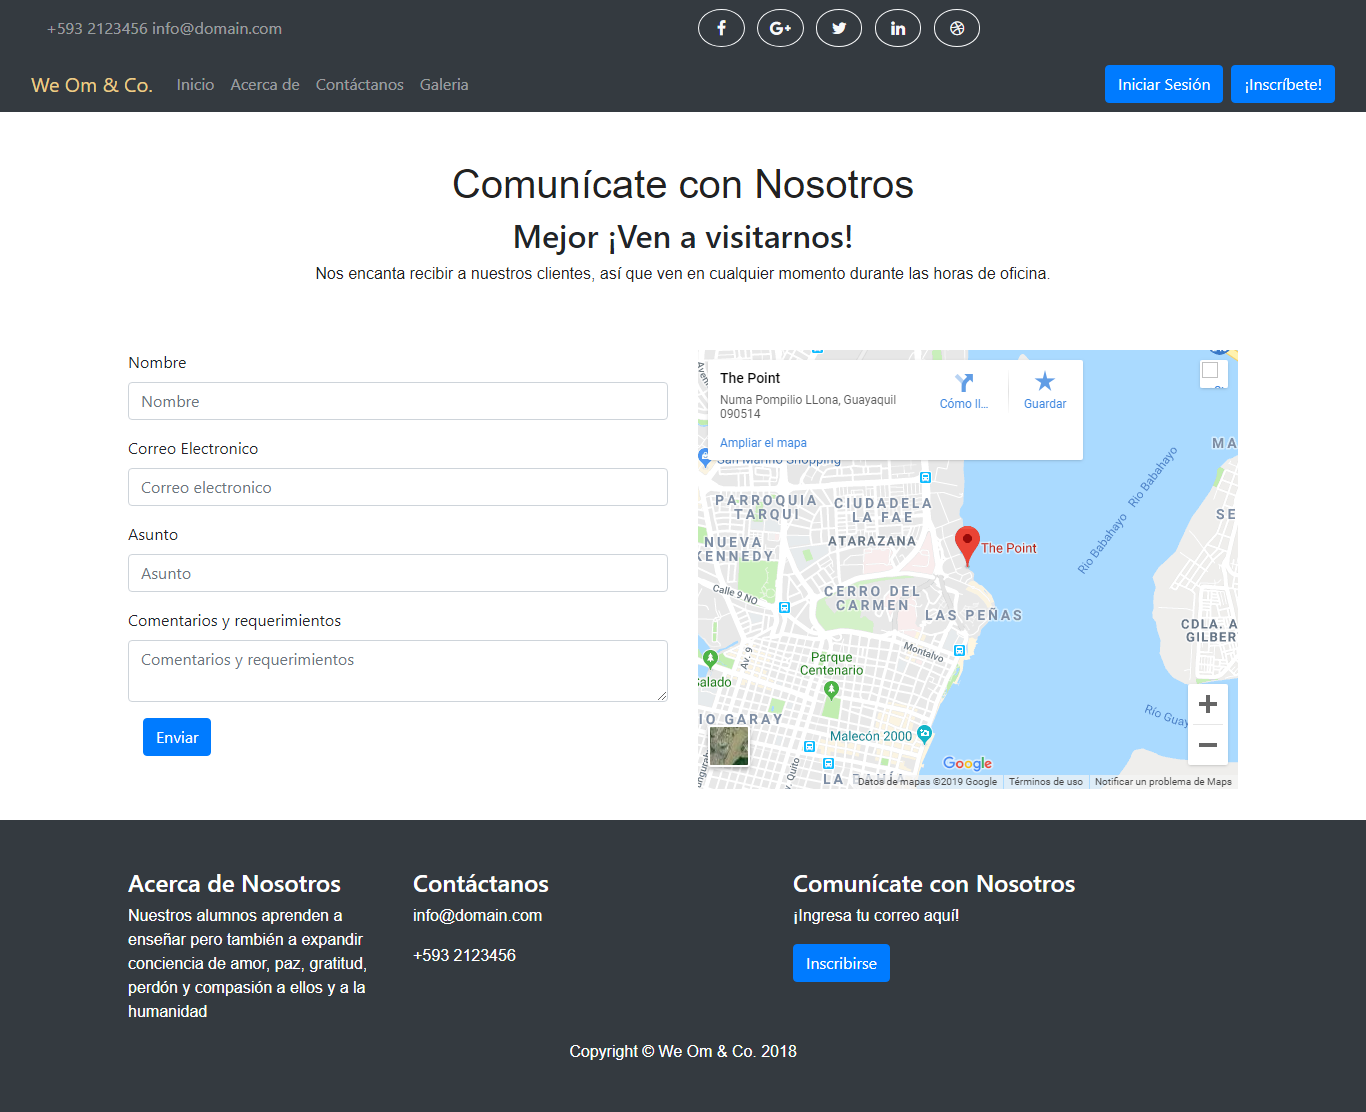 +593 2123456 info@domain.com
We Om & Co. Inicio Acerca de Contáctanos Galeria Iniciar Sesión ¡Inscríbete!
Comunícate con Nosotros
Mejor ¡Ven a visitarnos!
Nos encanta recibir a nuestros clientes, así que ven en cualquier momento durante las horas de oficina.
Nombre
Nombre
Correo Electronico
Correo electronico
Asunto
Asunto
Comentarios y requerimientos
Comentarios y requerimientos
Enviar
The Point
Numa Pompilio LLona, Guayaquil
090514
Cómo ll...
Guardar
Ampliar el mapa
San Marino Shopping
PARROQUIA
TARQUI
CIUDADELA
LA FAE
NUEVA
KENNEDY
ATARAZANA
The Point
Rio Babahayo
Rio Babahayo
MA
SE
Calle 9 NO
CERRO DEL
CARMEN
LAS PEÑAS
CDLA. A
GILBER
Av. 9
Montalvo
Parque
Centenario
Salado
IO GARAY
Malecón 2000
Río Guay
V. Quito
LA BAHÍA
Google
Datos de mapas ©2019 Google Términos de uso Notificar un problema de Maps
Acerca de Nosotros
Nuestros alumnos aprenden a
enseñar pero también a expandir
conciencia de amor, paz, gratitud,
perdón y compasión a ellos y a la
humanidad
Contáctanos
info@domain.com
+593 2123456
Comunícate con Nosotros
¡Ingresa tu correo aquí!
Inscribirse
Copyright © We Om & Co. 2018